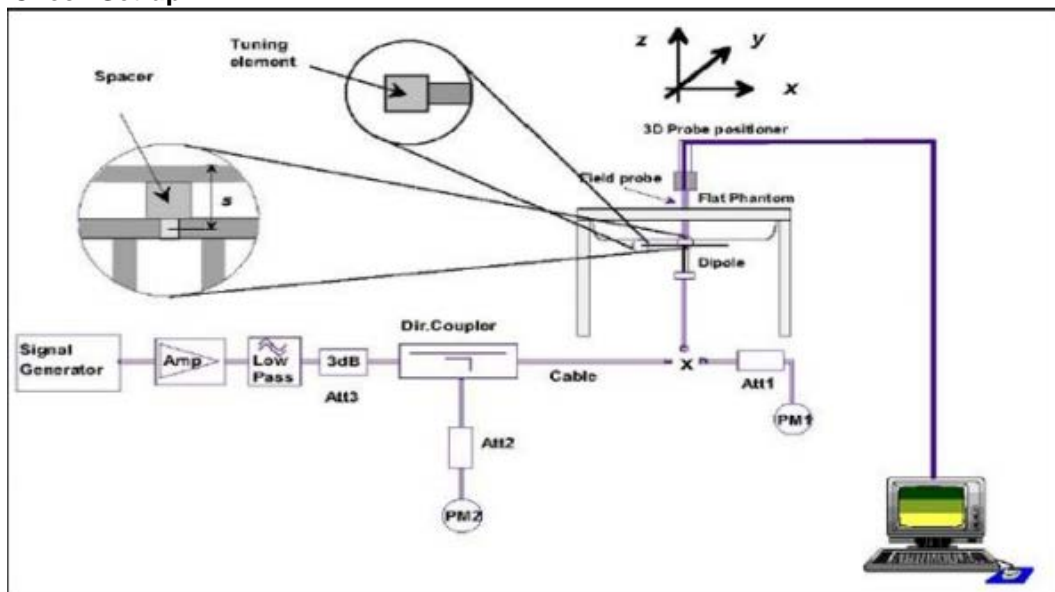 Tuning
element
Spacer
s
z
y
x
3D Probe positioner
Field probe
Flat Phantom
Dipole
Signal
Generator
Amp
Low
Pass
3dB
Att3
Dir.Coupler
Cable
x
Att1
PM1
Att2
PM2